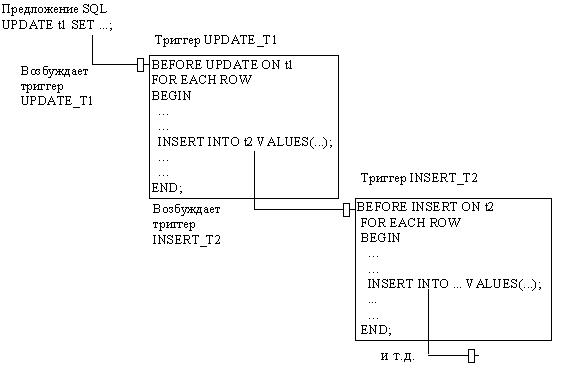 Предложение SQL
UPDATE t1 SET ...;
Триггер UPDATE_T1
Возбуждает
триггер
UPDATE_T1
BEFORE UPDATE ON t1
FOR EACH ROW
BEGIN
...
...
INSERT INTO t2 VALUES(...);
...
...
END;
Возбуждает
триггер
INSERT_T2
Триггер INSERT_T2
BEFORE INSERT ON t2
FOR EACH ROW
BEGIN
...
...
INSERT INTO ... VALUES(...);
...
...
END;
и т.д.